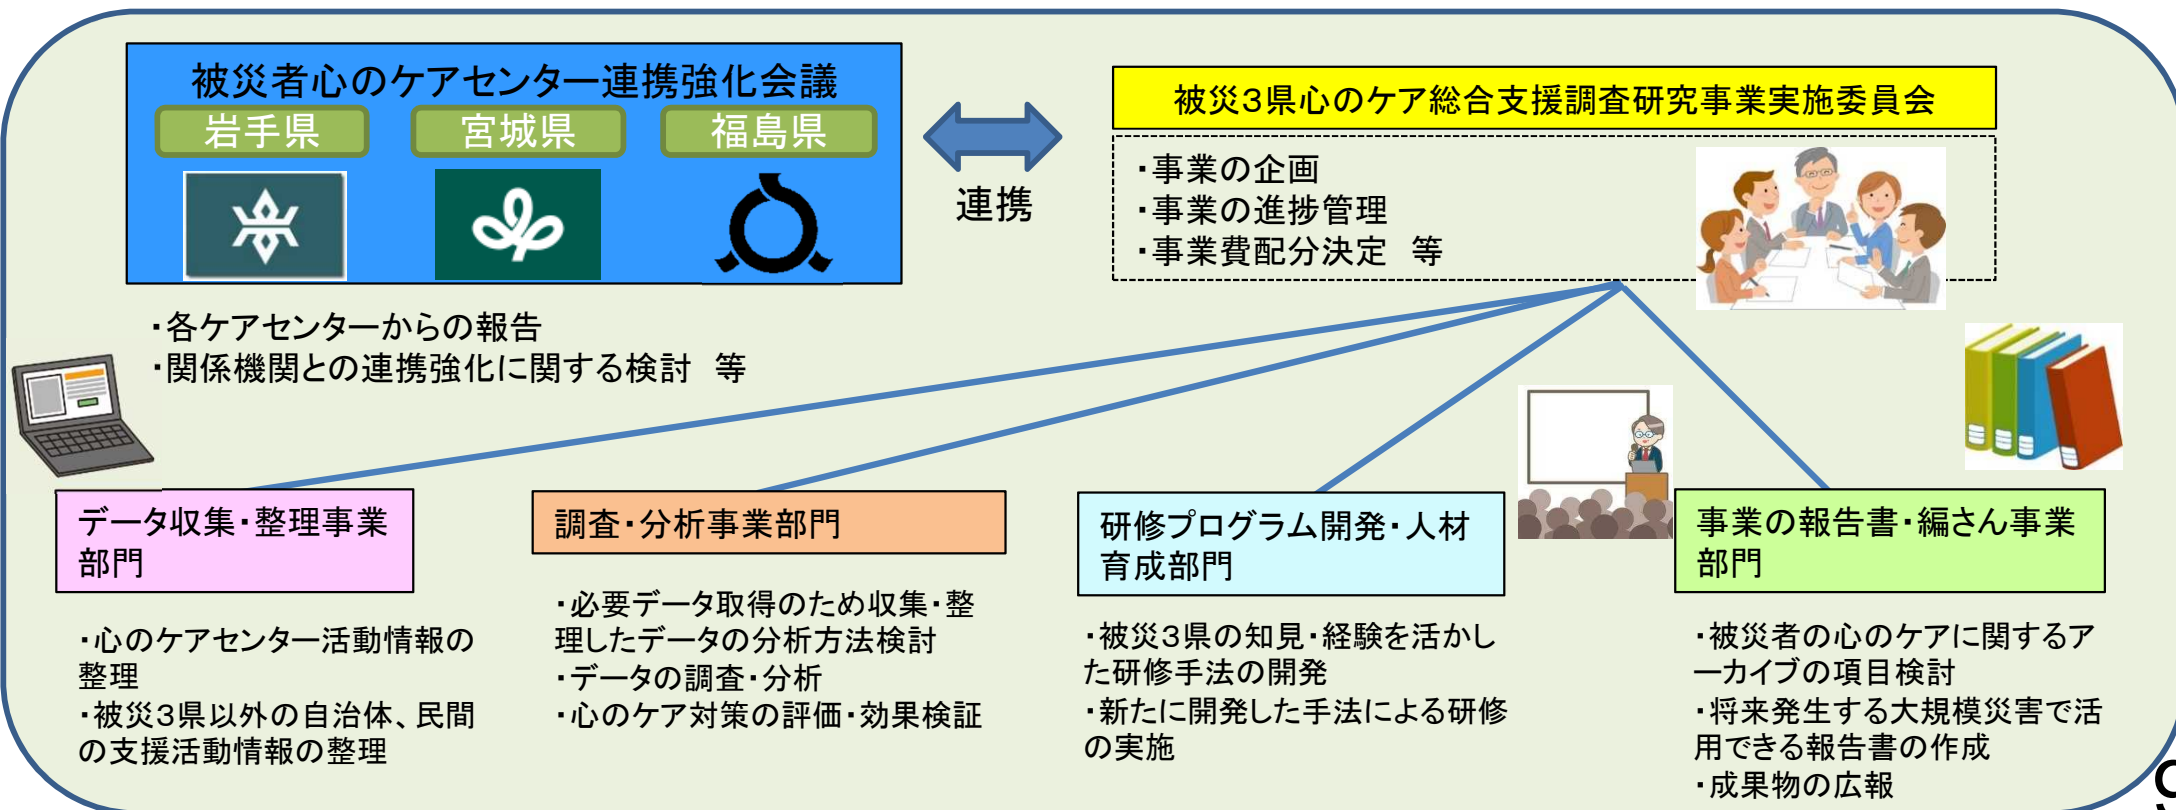 被災者心のケアセンター連携強化会議
岩手県
宮城県
福島県
連携
被災3県心のケア総合支援調査研究事業実施委員会
・事業の企画
・事業の進捗管理
・事業費配分決定　等
・各ケアセンターからの報告
・関係機関との連携強化に関する検討　等
データ収集・整理事業
部門
・心のケアセンター活動情報の
整理
・被災3県以外の自治体、民間
の支援活動情報の整理
調査・分析事業部門
・必要データ取得のため収集・整
理したデータの分析方法検討
・データの調査・分析
・心のケア対策の評価・効果検証
研修プログラム開発・人材
育成部門
・被災3県の知見・経験を活かし
た研修手法の開発
・新たに開発した手法による研修
の実施
事業の報告書・編さん事業
部門
・被災者の心のケアに関するア
ーカイブの項目検討
・将来発生する大規模災害で活
用できる報告書の作成
・成果物の広報